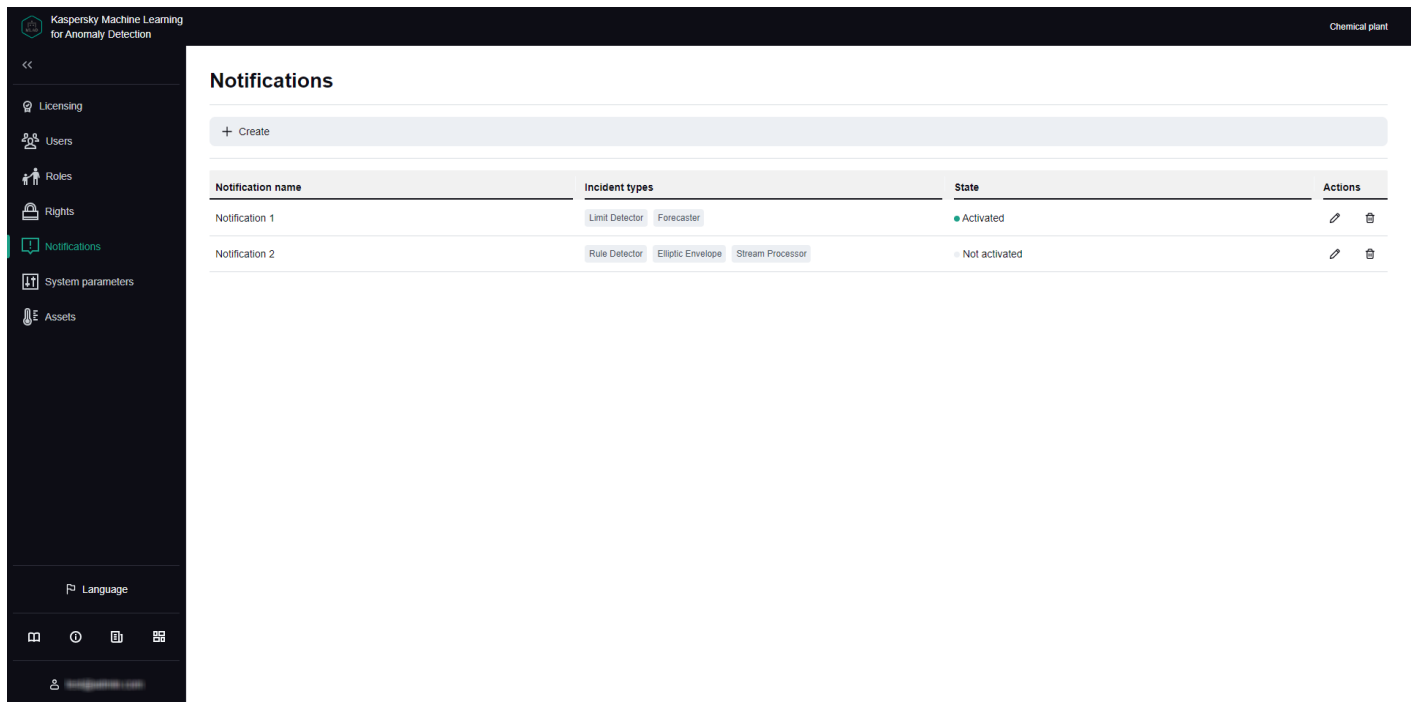 Kaspersky Machine Learning
for Anomaly Detection
Chemical plant
Licensing
Users
Roles
Rights
Notifications
System parameters
Assets
Language
Notifications
+ Create
Notification name Incident types State Actions
Notification 1 Limit Detector Forecaster Activated
Notification 2 Rule Detector Elliptic Envelope Stream Processor Not activated